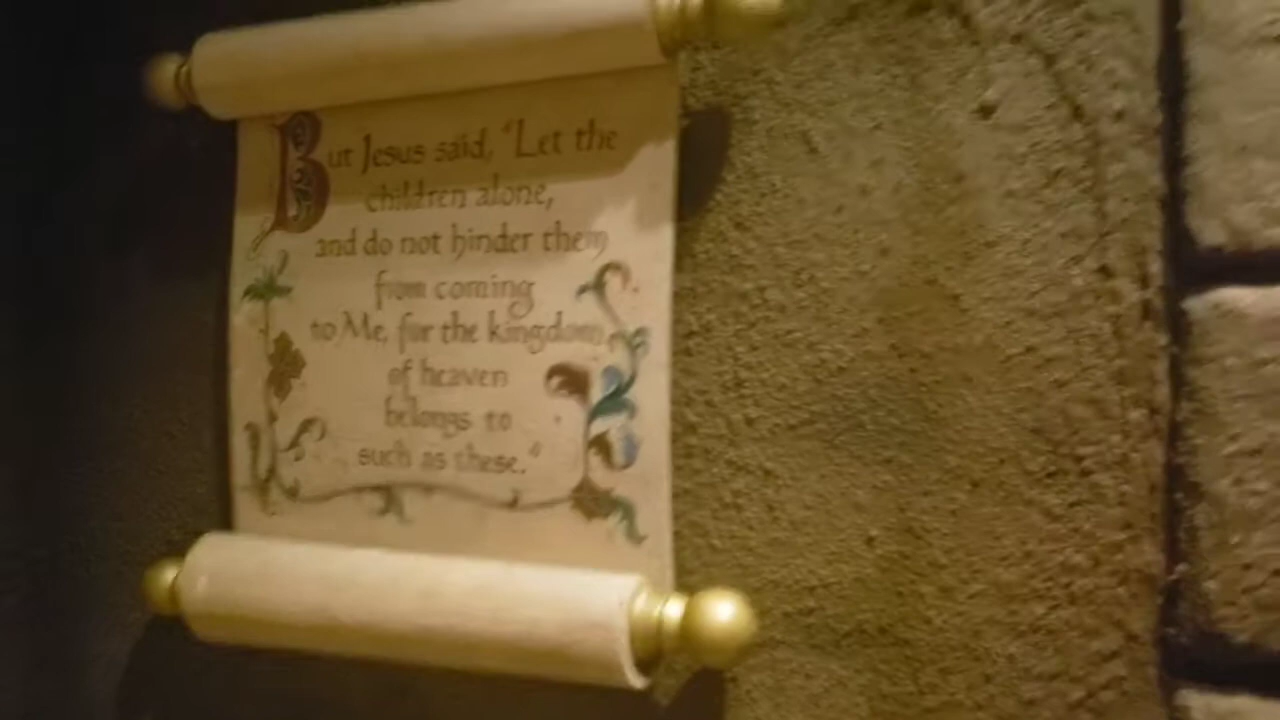 But Jesus said, "Let the
children alone,
and do not hinder them
from coming
to Me, for the kingdom
of heaven
belongs to
such as these."